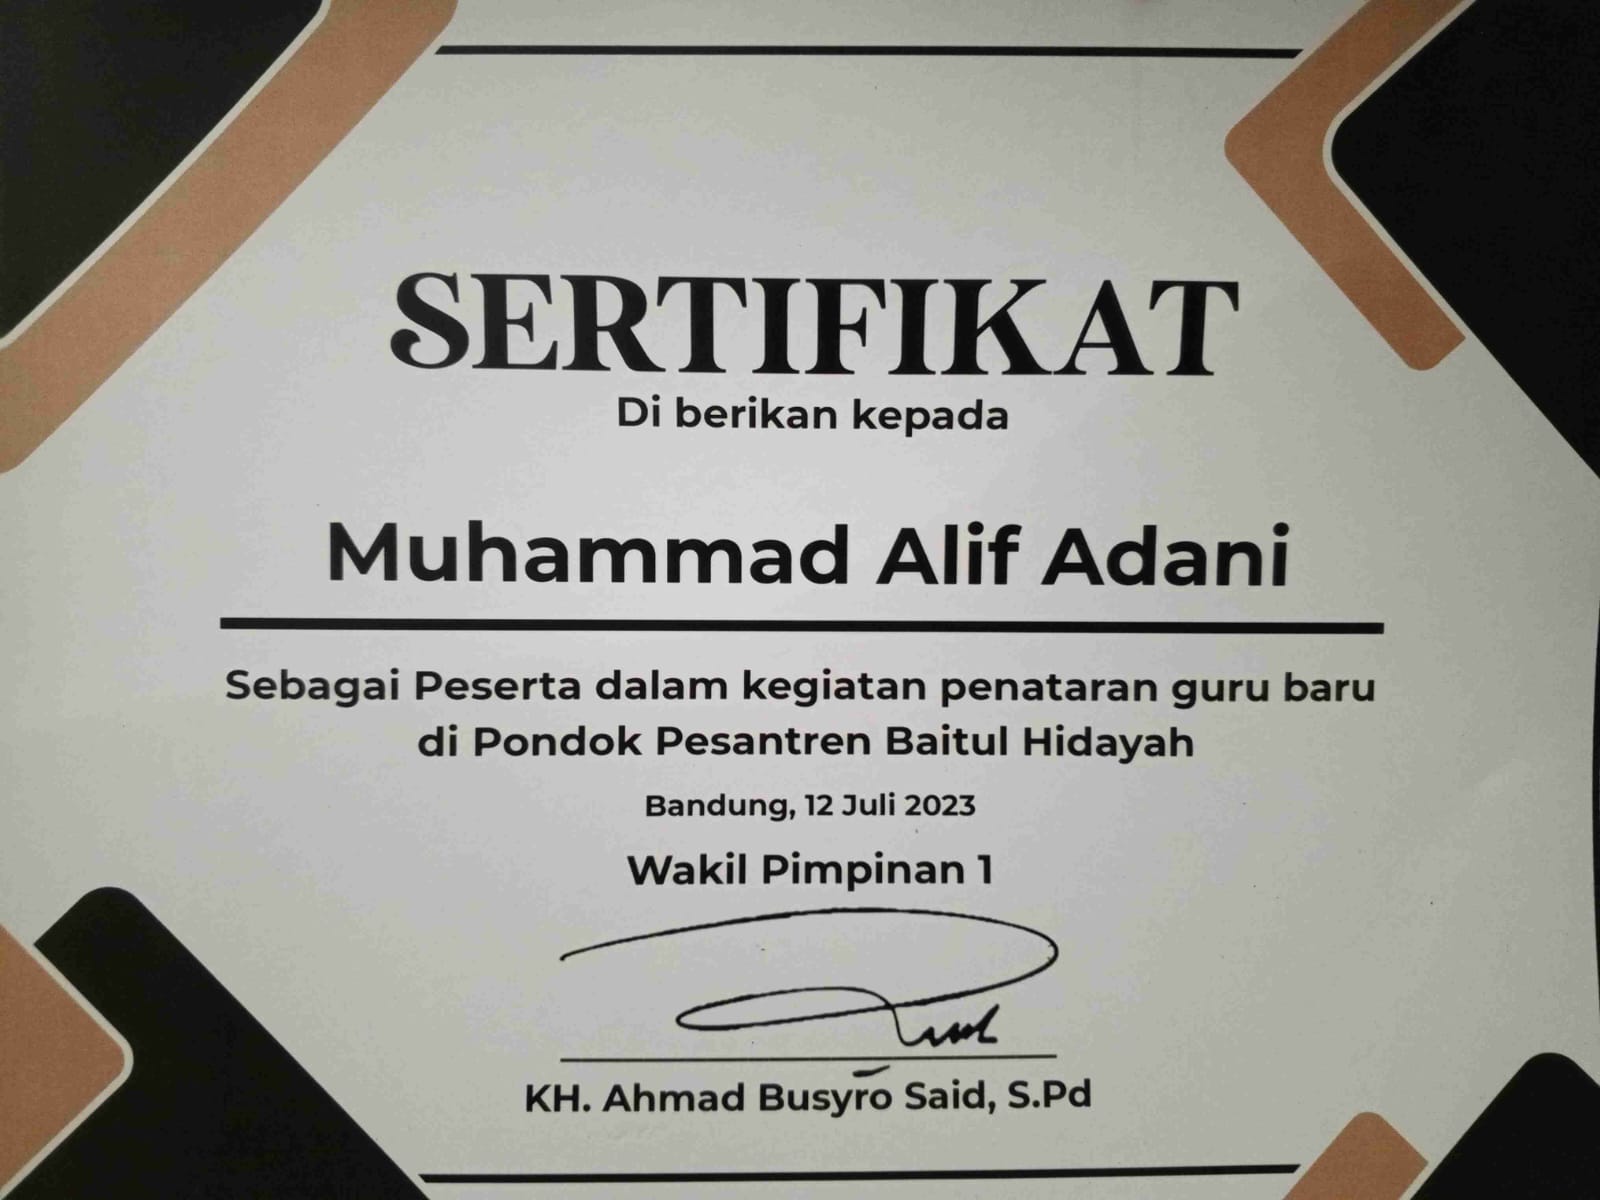 SERTIFIKAT
Di berikan kepada
Muhammad Alif Adani
Sebagai Peserta dalam kegiatan penataran guru baru
di Pondok Pesantren Baitul Hidayah
Bandung, 12 Juli 2023
Wakil Pimpinan 1
KH. Ahmad Busyro Said, S.Pd